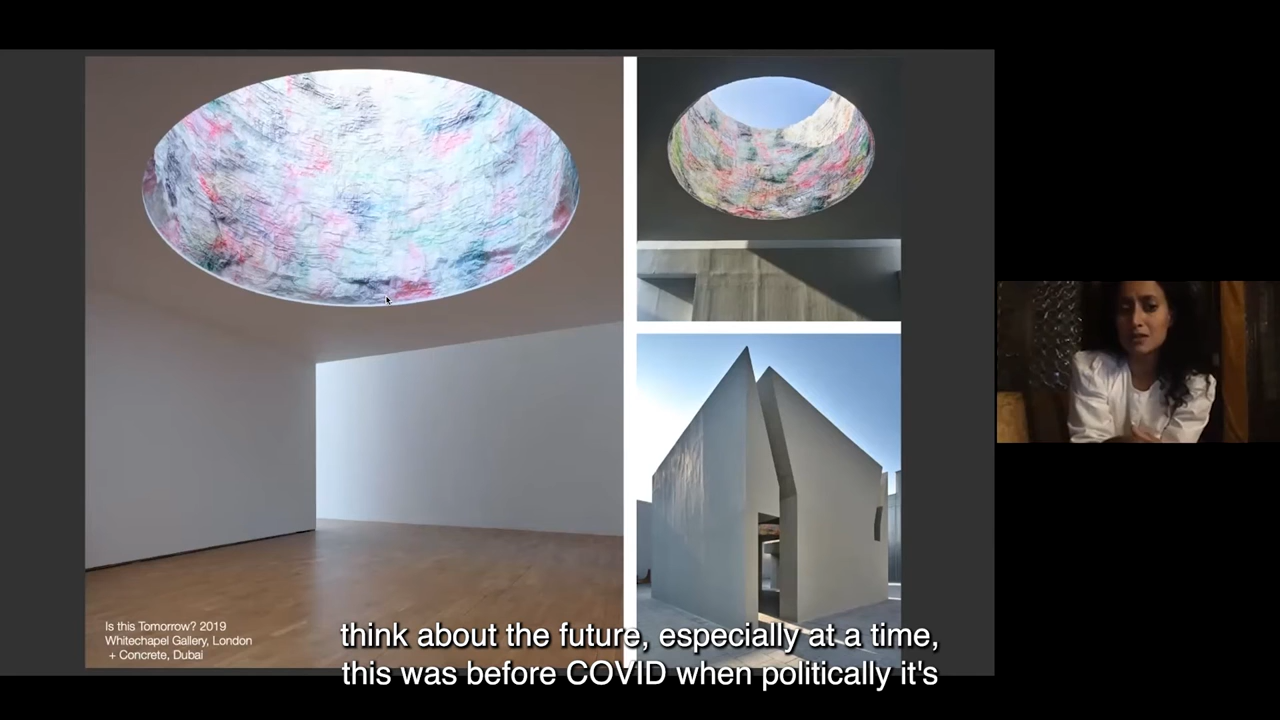 Is this Tomorrow? 2019
Whitechapel Gallery, London
+ Concrete, Dubai
think about the future, especially at a time,
this was before COVID when politically it's